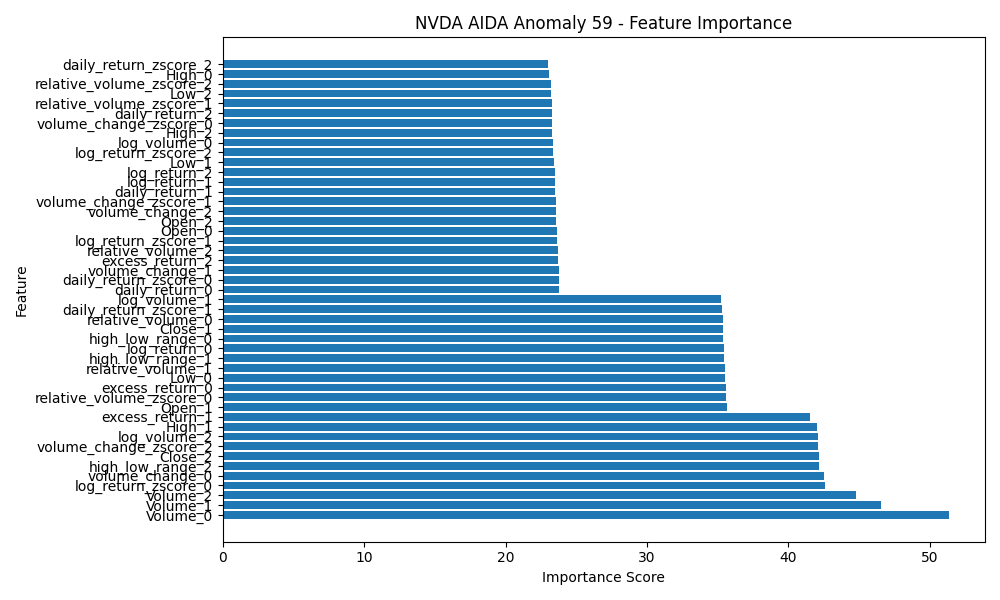 NVDA AIDA Anomaly 59 - Feature Importance
daily_return_zscore_2
High_0
relative_volume_zscore_2
Low_2
relative_volume_zscore_1
daily_return_2
volume_change_zscore_0
High_2
log_volume_0
log_return_zscore_2
Low_1
log_return_2
log_return_1
daily_return_1
volume_change_zscore_1
volume_change_2
Open_2
Open_0
log_return_zscore_1
relative_volume_2
excess_return_2
volume_change_1
daily_return_zscore_0
daily_return_0
log_volume_1
daily_return_zscore_1
relative_volume_0
Close_1
high_low_range_0
log_return_0
high_low_range_1
relative_volume_1
Low_0
excess_return_0
relative_volume_zscore_0
Open_1
excess_return_1
High_1
log_volume_2
volume_change_zscore_2
Close_2
high_low_range_2
volume_change_0
log_return_zscore_0
Volume_2
Volume_1
Volume_0
Feature
0 10 20 30 40 50
Importance Score